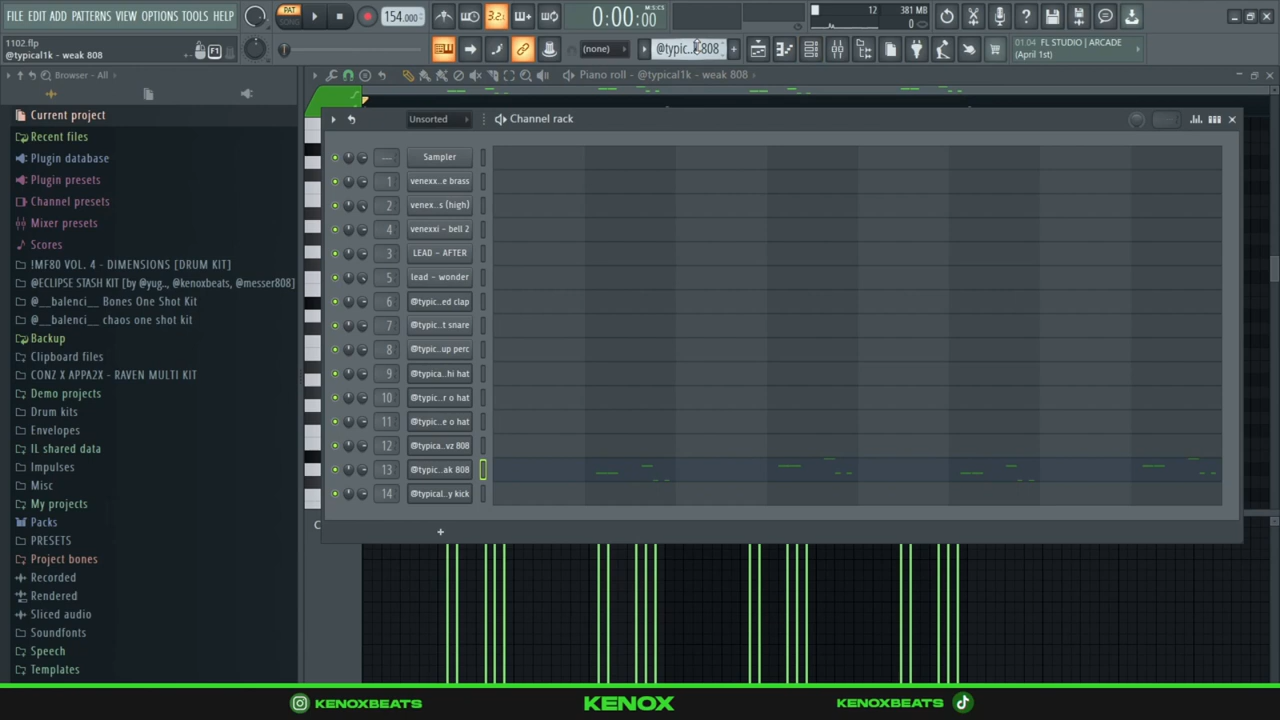 FILE EDIT ADD PATTERNS VIEW OPTIONS TOOLS HELP
PAT
SONG
154.000
3.2.
0:00:00
M:S:CS
12
381 MB
0
1102.flp
@typical1k - weak 808
F1
(none)
@typic...808
01:04 FL STUDIO | ARCADE
(April 1st)
Browser - All
Piano roll - @typical1k - weak 808
Current project
Recent files
Plugin database
Plugin presets
Channel presets
Mixer presets
Scores
!MF80 VOL. 4 - DIMENSIONS [DRUM KIT]
@ECLIPSE STASH KIT [by @yug.., @kenoxbeats, @messer808]
@__balenci__ Bones One Shot Kit
@__balenci__ chaos one shot kit
Backup
Clipboard files
CONZ X APPA2X - RAVEN MULTI KIT
Demo projects
Drum kits
Envelopes
IL shared data
Impulses
Misc
My projects
Packs
PRESETS
Project bones
Recorded
Rendered
Sliced audio
Soundfonts
Speech
Templates
Unsorted
Channel rack
--- Sampler
1 venexx..e brass
2 venex..s (high)
4 venexxi - bell 2
3 LEAD - AFTER
5 lead - wonder
6 @typic..ed clap
7 @typic..t snare
8 @typic..up perc
9 @typica..hi hat
10 @typic..r o hat
11 @typic..e o hat
12 @typica..vz 808
13 @typic..ak 808
14 @typical..y kick
+
C
KENOXBEATS
KENOX
KENOXBEATS